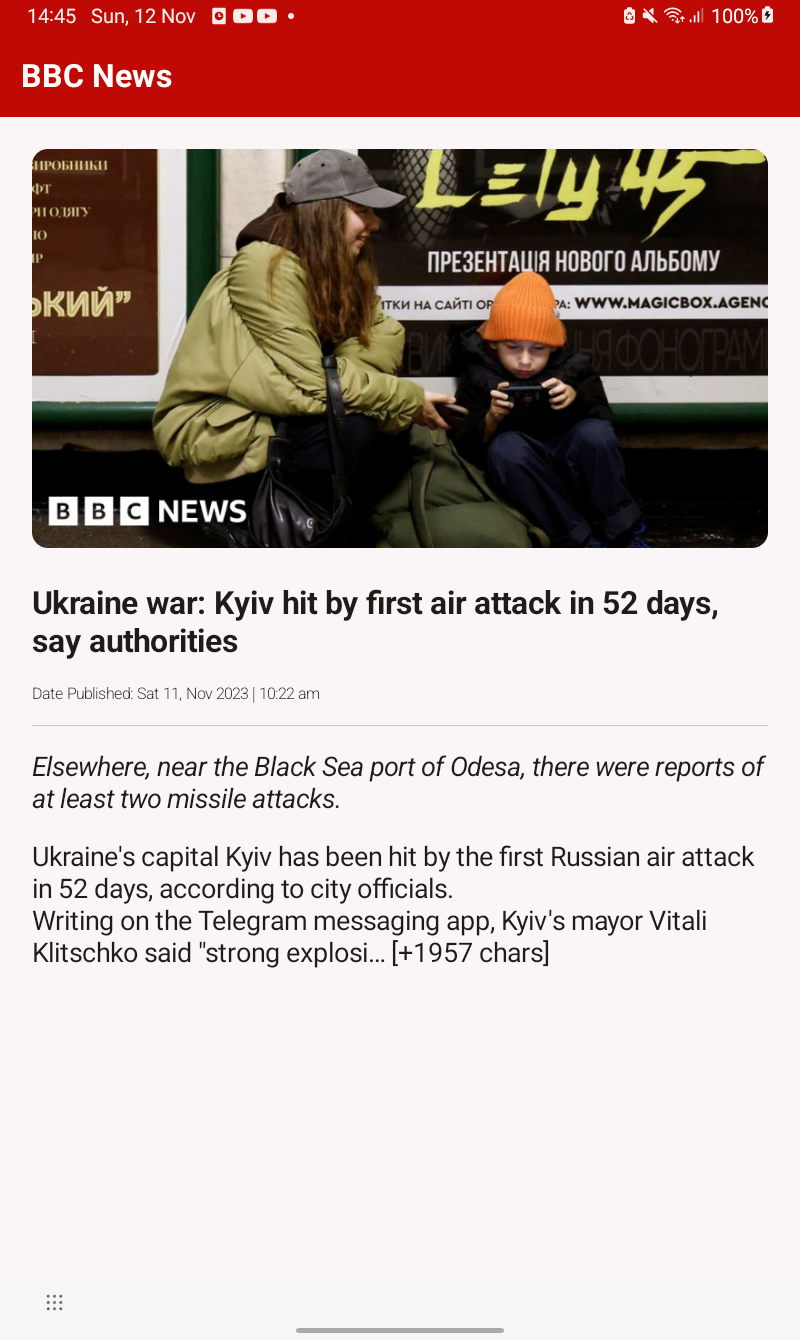 14:45 Sun, 12 Nov
100%
BBC News
ИРОБНИКИ
ФТ
РИ ОДЯГУ
НО
ИР
ЬКИЙ”
ПРЕЗЕНТАЦІЯ НОВОГО АЛЬБОМУ
ИТКИ НА САЙТІ ОР РА: WWW.MAGICBOX.AGENC
ФОНОГРАМ
BBC NEWS
Ukraine war: Kyiv hit by first air attack in 52 days,
say authorities
Date Published: Sat 11, Nov 2023 | 10:22 am
Elsewhere, near the Black Sea port of Odesa, there were reports of
at least two missile attacks.
Ukraine's capital Kyiv has been hit by the first Russian air attack
in 52 days, according to city officials.
Writing on the Telegram messaging app, Kyiv's mayor Vitali
Klitschko said "strong explosi… [+1957 chars]